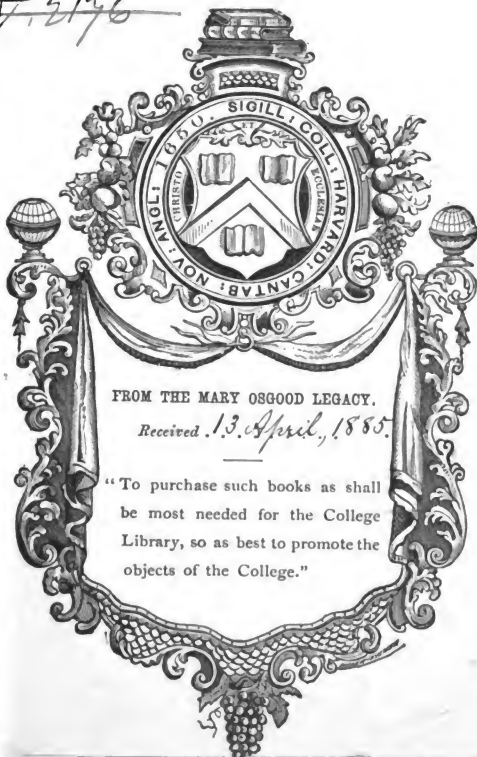 2176
SIGILL: COLL: HARVARD: CANTAB: NOV: ANGL: 1650.
ET
CHRISTO
ECCLESIAE
FROM THE MARY OSGOOD LEGACY.
Received 13 April, 1885.
"To purchase such books as shall
be most needed for the College
Library, so as best to promote the
objects of the College."